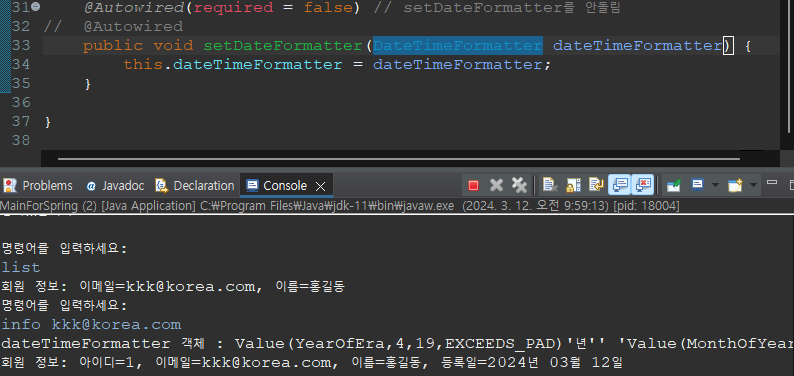 31 @Autowired(required = false) // setDateFormatter를 안돌림
32 // @Autowired
33 public void setDateFormatter(DateTimeFormatter dateTimeFormatter) {
34 this.dateTimeFormatter = dateTimeFormatter;
35 }
36
37 }
38
Problems @ Javadoc Declaration Console
MainForSpring (2) [Java Application] C:₩Program Files₩Java₩jdk-11₩bin₩javaw.exe (2024. 3. 12. 오전 9:59:13) [pid: 18004]
명령어를 입력하세요:
list
회원 정보: 이메일=kkk@korea.com, 이름=홍길동
명령어를 입력하세요:
info kkk@korea.com
dateTimeFormatter 객체 : Value(YearOfEra,4,19,EXCEEDS_PAD)'년'' 'Value(MonthOfYear
회원 정보: 아이디=1, 이메일=kkk@korea.com, 이름=홍길동, 등록일=2024년 03월 12일